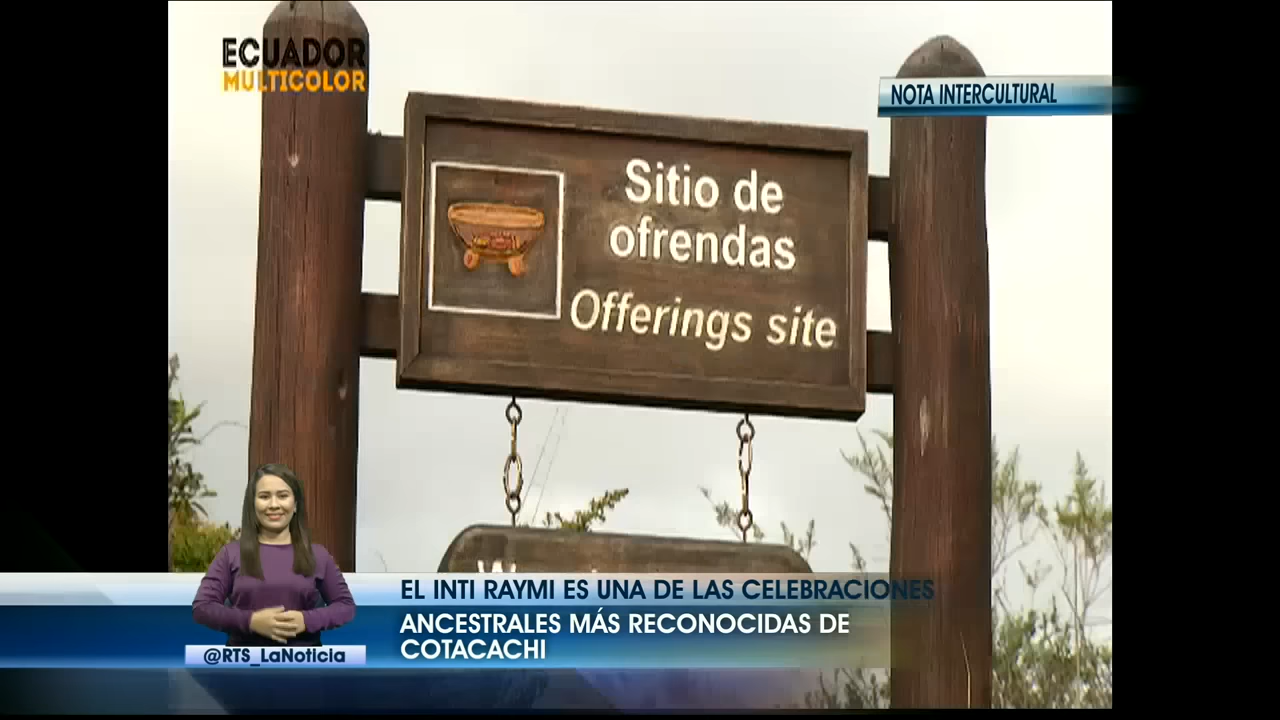 ECUADOR
MULTICOLOR
NOTA INTERCULTURAL
Sitio de
ofrendas
Offerings site
EL INTI RAYMI ES UNA DE LAS CELEBRACIONES
ANCESTRALES MÁS RECONOCIDAS DE
COTACACHI
@RTS_LaNoticia